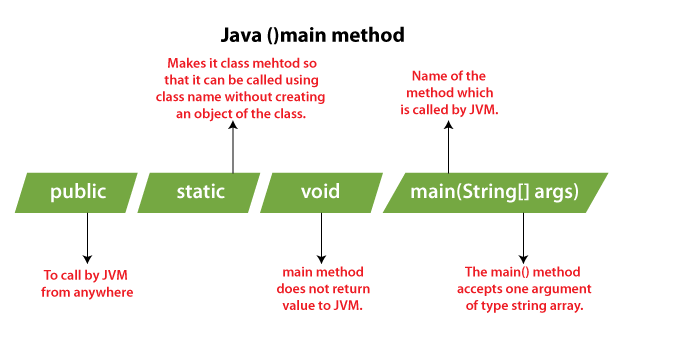 Java ()main method
Makes it class mehtod so
that it can be called using
class name without creating
an object of the class.
Name of the
method which
is called by JVM.
public
static
void
main(String[] args)
To call by JVM
from anywhere
main method
does not return
value to JVM.
The main() method
accepts one argument
of type string array.